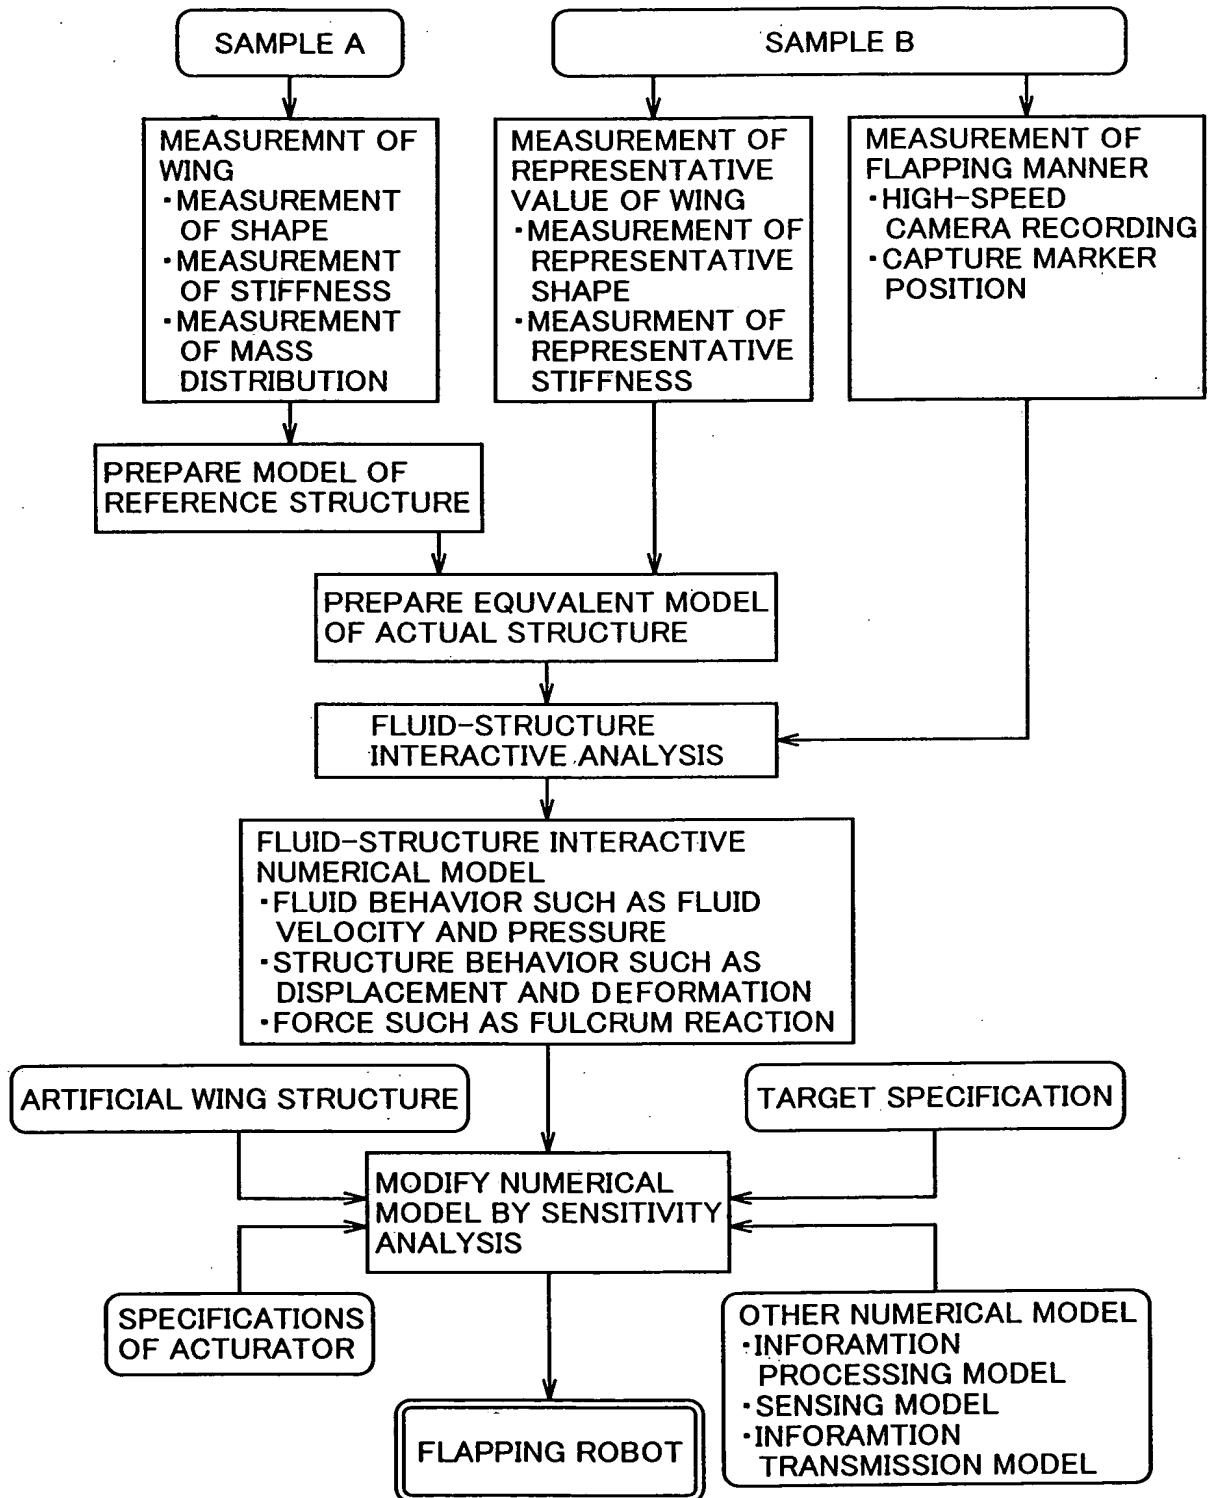 SAMPLE A
SAMPLE B
MEASUREMNT OF
WING
・MEASUREMENT
OF SHAPE
・MEASUREMENT
OF STIFFNESS
・MEASUREMENT
OF MASS
DISTRIBUTION
MEASUREMENT OF
REPRESENTATIVE
VALUE OF WING
・MEASUREMENT OF
REPRESENTATIVE
SHAPE
・MEASURMENT OF
REPRESENTATIVE
STIFFNESS
MEASUREMENT OF
FLAPPING MANNER
・HIGH-SPEED
CAMERA RECORDING
・CAPTURE MARKER
POSITION
PREPARE MODEL OF
REFERENCE STRUCTURE
PREPARE EQUVALENT MODEL
OF ACTUAL STRUCTURE
FLUID-STRUCTURE
INTERACTIVE ANALYSIS
FLUID-STRUCTURE INTERACTIVE
NUMERICAL MODEL
・FLUID BEHAVIOR SUCH AS FLUID
VELOCITY AND PRESSURE
・STRUCTURE BEHAVIOR SUCH AS
DISPLACEMENT AND DEFORMATION
・FORCE SUCH AS FULCRUM REACTION
ARTIFICIAL WING STRUCTURE
TARGET SPECIFICATION
MODIFY NUMERICAL
MODEL BY SENSITIVITY
ANALYSIS
SPECIFICATIONS
OF ACTURATOR
OTHER NUMERICAL MODEL
・INFORAMTION
PROCESSING MODEL
・SENSING MODEL
・INFORAMTION
TRANSMISSION MODEL
FLAPPING ROBOT